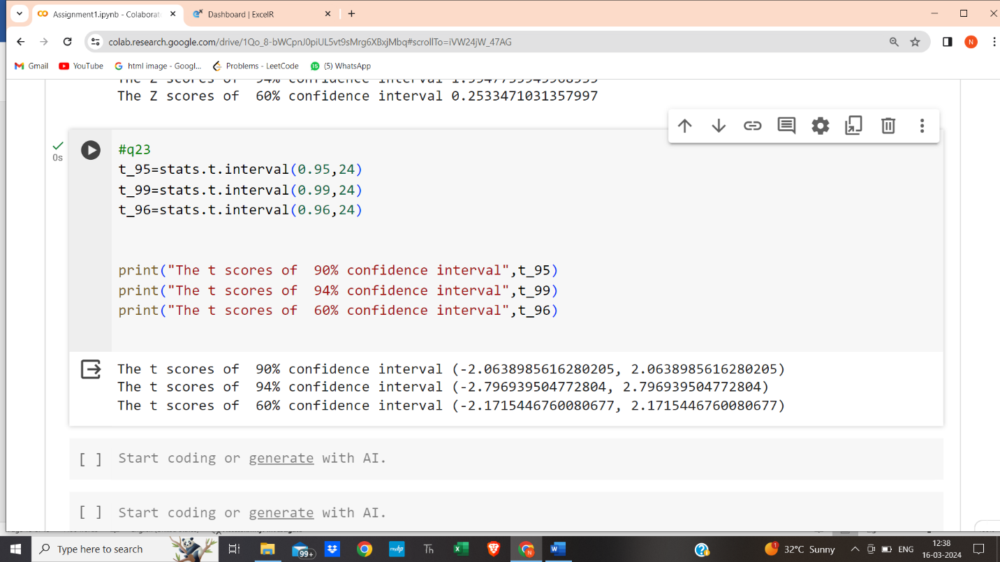 Assignment1.ipynb - Colaborat
Dashboard | ExcelR
colab.research.google.com/drive/1Qo_8-bWCpnJ0piUL5vt9sMrg6XBxjMbq#scrollTo=iVW24jW_47AG
N
Gmail
YouTube
html image - Googl...
Problems - LeetCode
15
(5) WhatsApp
The Z scores of  94% confidence interval
The Z scores of  60% confidence interval 0.2533471031357997
0s
#q23
t_95=stats.t.interval(0.95,24)
t_99=stats.t.interval(0.99,24)
t_96=stats.t.interval(0.96,24)
print("The t scores of  90% confidence interval",t_95)
print("The t scores of  94% confidence interval",t_99)
print("The t scores of  60% confidence interval",t_96)
The t scores of  90% confidence interval (-2.0638985616280205, 2.0638985616280205)
The t scores of  94% confidence interval (-2.796939504772804, 2.796939504772804)
The t scores of  60% confidence interval (-2.1715446760080677, 2.1715446760080677)
[ ] Start coding or generate with AI.
[ ] Start coding or generate with AI.
Type here to search
99+
mvhp
Th
N
1
32°C Sunny
ENG
12:38
16-03-2024